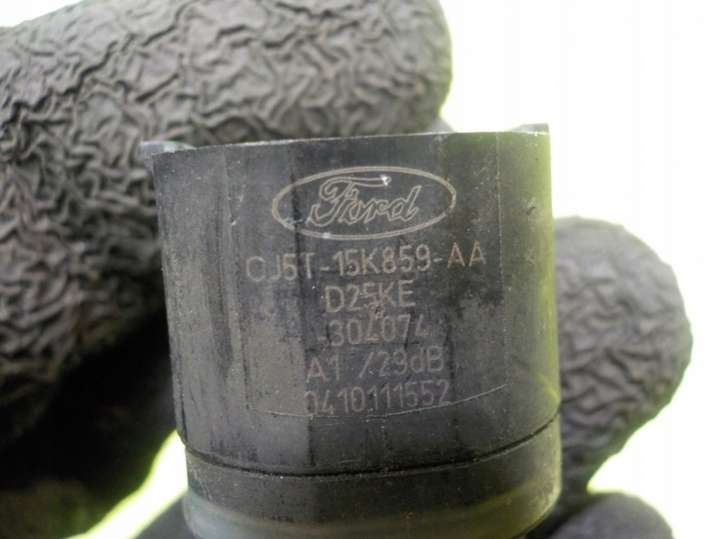 Ford
CJ5T-15K859-AA
D25KE
304074
A1 /29dB
0410111552